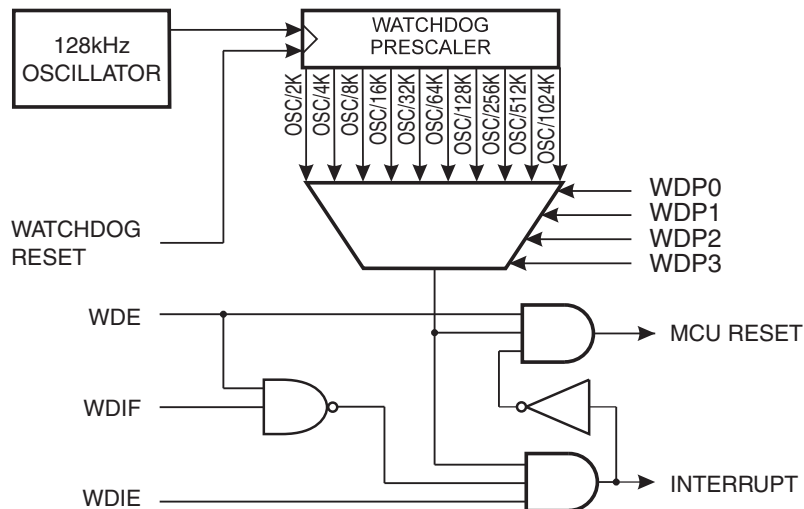 128kHz
OSCILLATOR
WATCHDOG
PRESCALER
OSC/2K
OSC/4K
OSC/8K
OSC/16K
OSC/32K
OSC/64K
OSC/128K
OSC/256K
OSC/512K
OSC/1024K
WATCHDOG
RESET
WDP0
WDP1
WDP2
WDP3
WDE
MCU RESET
WDIF
WDIE
INTERRUPT